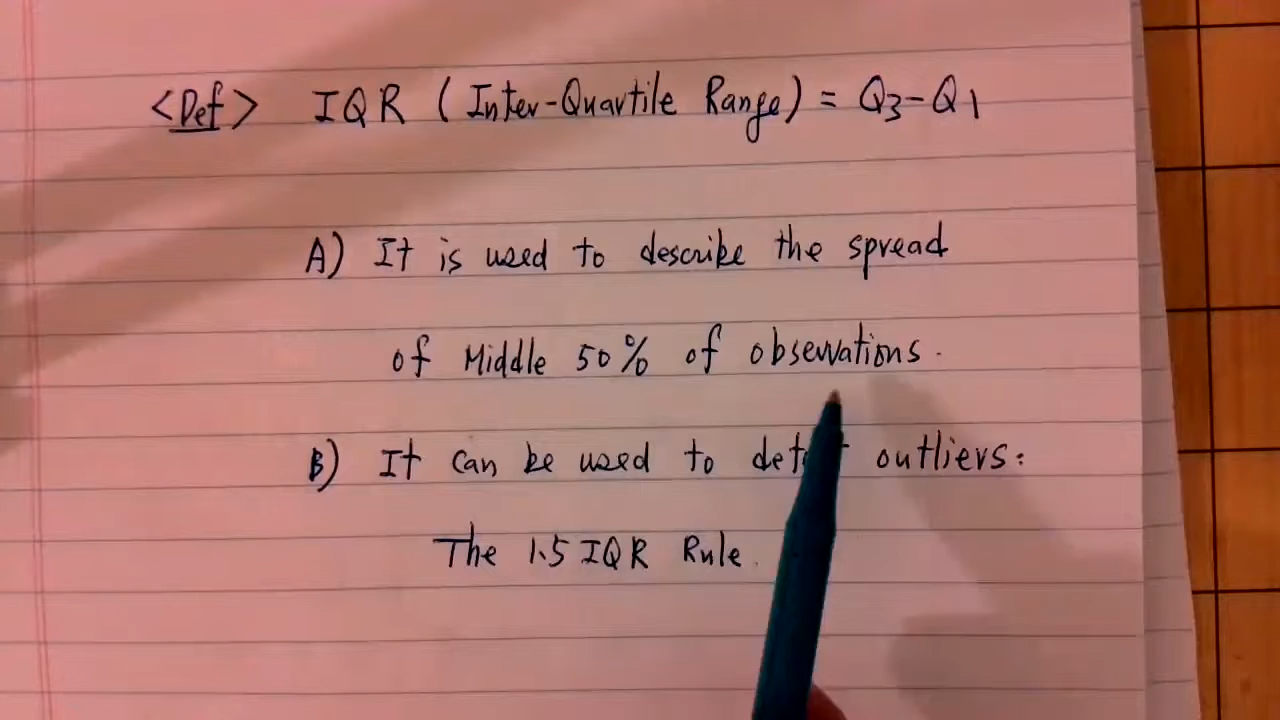 <Def> IQR (Inter-Quartile Range) = Q3-Q1
A) It is used to describe the spread
of Middle 50% of observations.
B) It can be used to outliers:
The 1.5 IQR Rule.